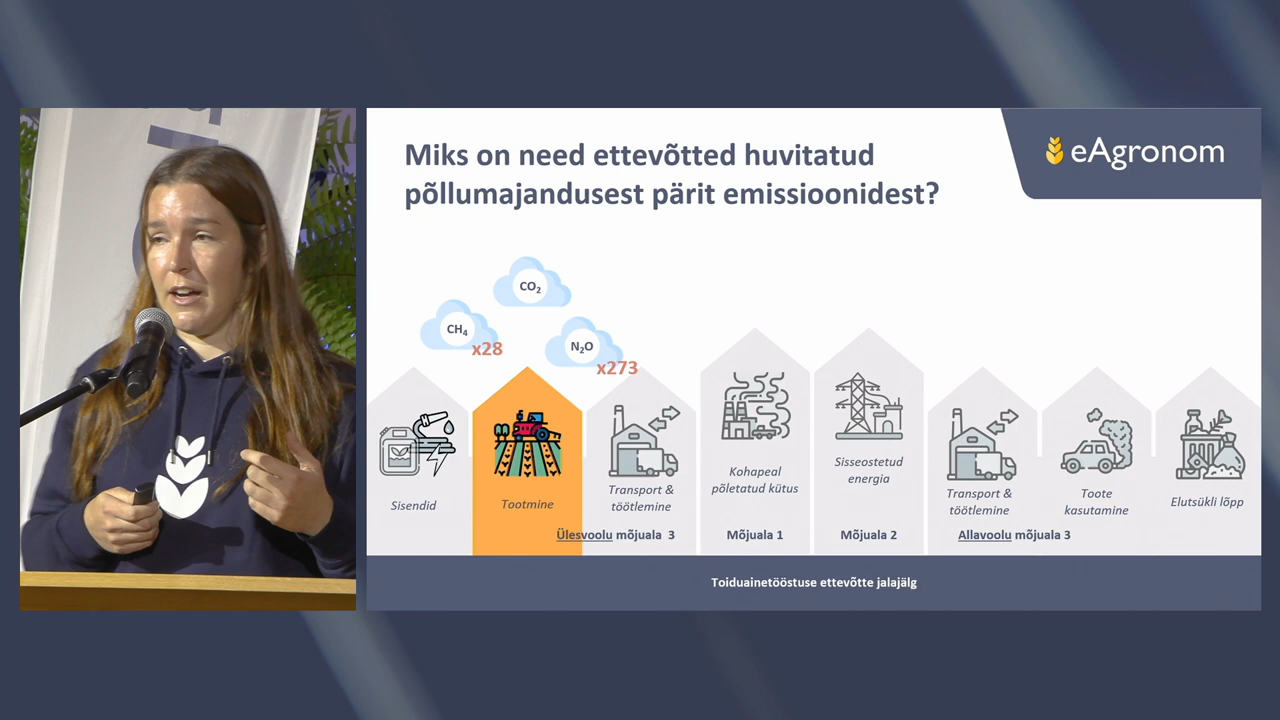 Miks on need ettevõtted huvitatud
põllumajandusest pärit emissioonidest?
eAgronom
CO₂
CH₄
x28
N₂O
x273
Sisendid
Tootmine
Transport &
töötlemine
Ülesvoolu mõjuala 3
Kohapeal
põletatud kütus
Mõjuala 1
Sisseostetud
energia
Mõjuala 2
Transport &
töötlemine
Toote
kasutamine
Elutsükli lõpp
Allavoolu mõjuala 3
Toiduainetööstuse ettevõtte jalajälg